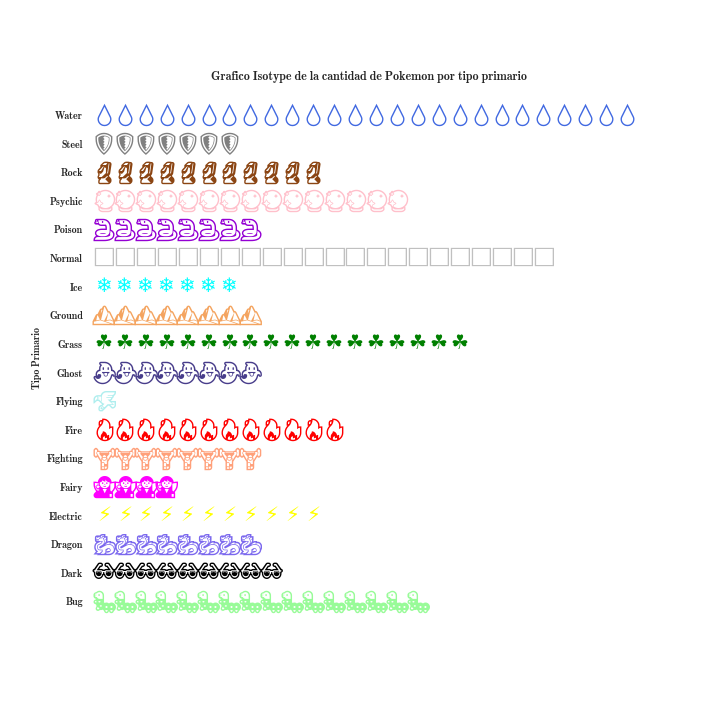 Grafico Isotype de la cantidad de Pokemon por tipo primario
Water
Steel
Rock
Psychic
Poison
Normal
Ice
Ground
Grass
Ghost
Flying
Fire
Fighting
Fairy
Electric
Dragon
Dark
Bug
Tipo Primario